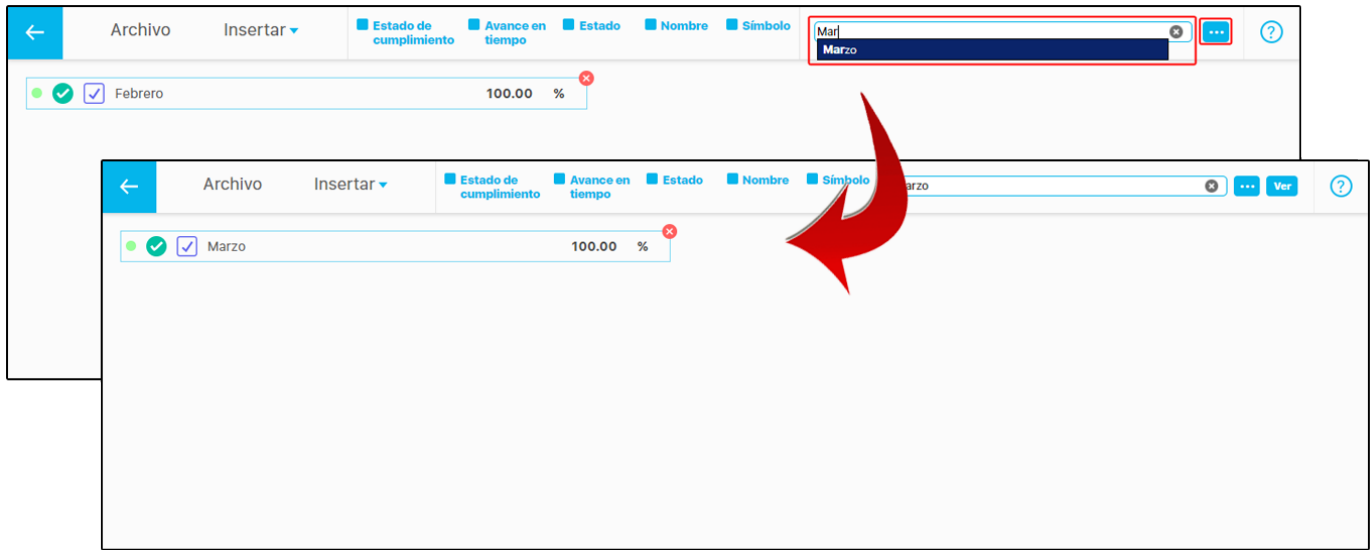 Archivo
Insertar
Estado de
cumplimiento
Avance en
tiempo
Estado
Nombre
Símbolo
Mar
Marzo
Febrero
100.00 %
Archivo
Insertar
Estado de
cumplimiento
Avance en
tiempo
Estado
Nombre
Símbolo
arzo
Ver
Marzo
100.00 %